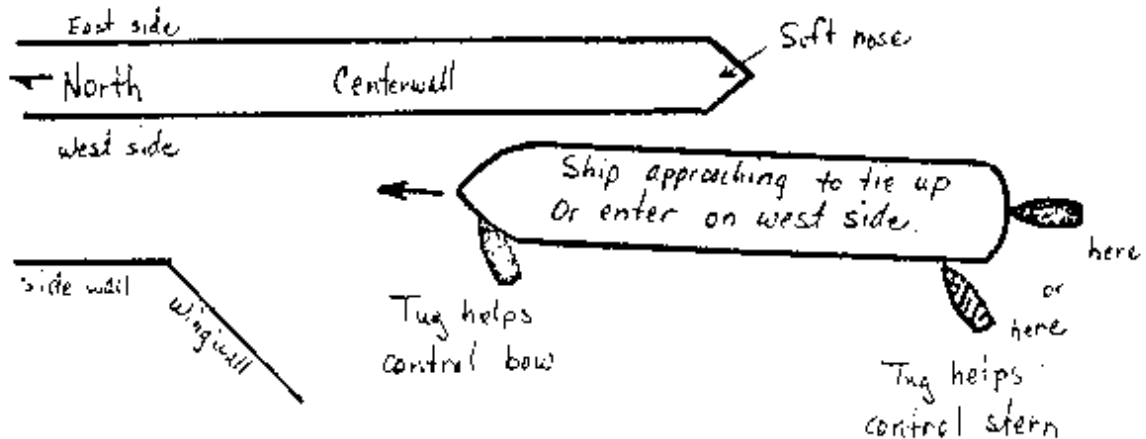 East side
Soft nose
North
Centerwall
West side
Ship approaching to tie up
Or enter on west side.
here
or
here
side wall
Wingwall
Tug helps
control bow
Tug helps
control stern